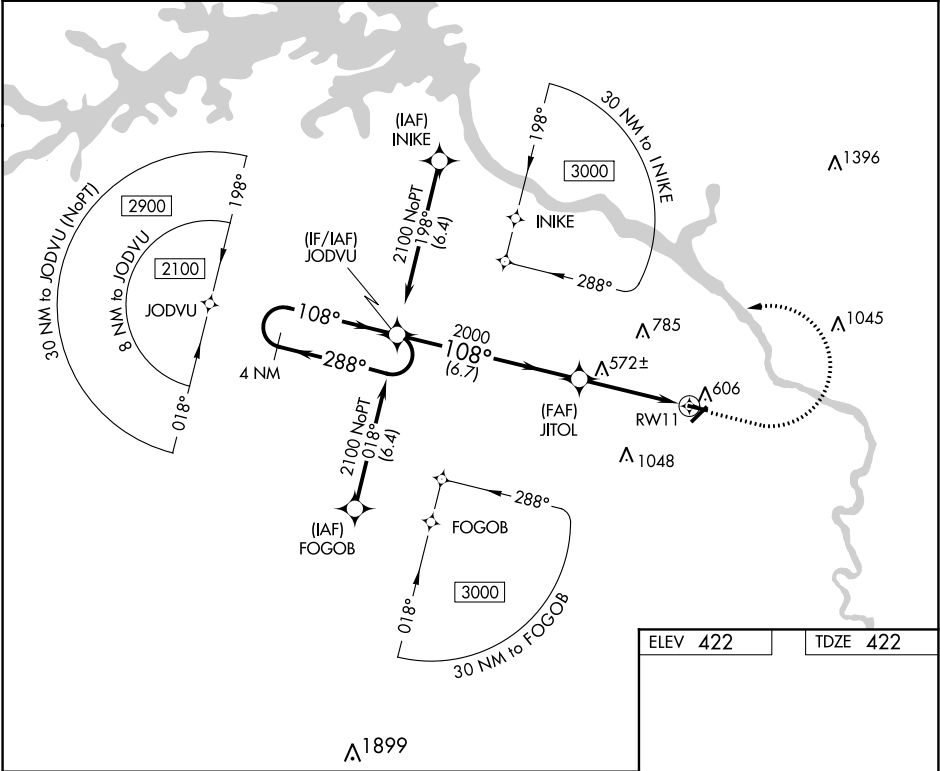 (IAF)
INIKE
198°
30 NM to INIKE
3000
INIKE
288°
1396
30 NM to JODVU (NoPT)
2900
198°
8 NM to JODVU
2100
JODVU
018°
2100 NoPT
198°
(6.4)
(IF/IAF)
JODVU
108°
288°
4 NM
2000
108°
(6.7)
785
1045
572±
(FAF)
JITOL
606
RW11
1048
2100 NoPT
018°
(6.4)
(IAF)
FOGOB
288°
FOGOB
018°
3000
30 NM to FOGOB
1899
ELEV 422
TDZE 422